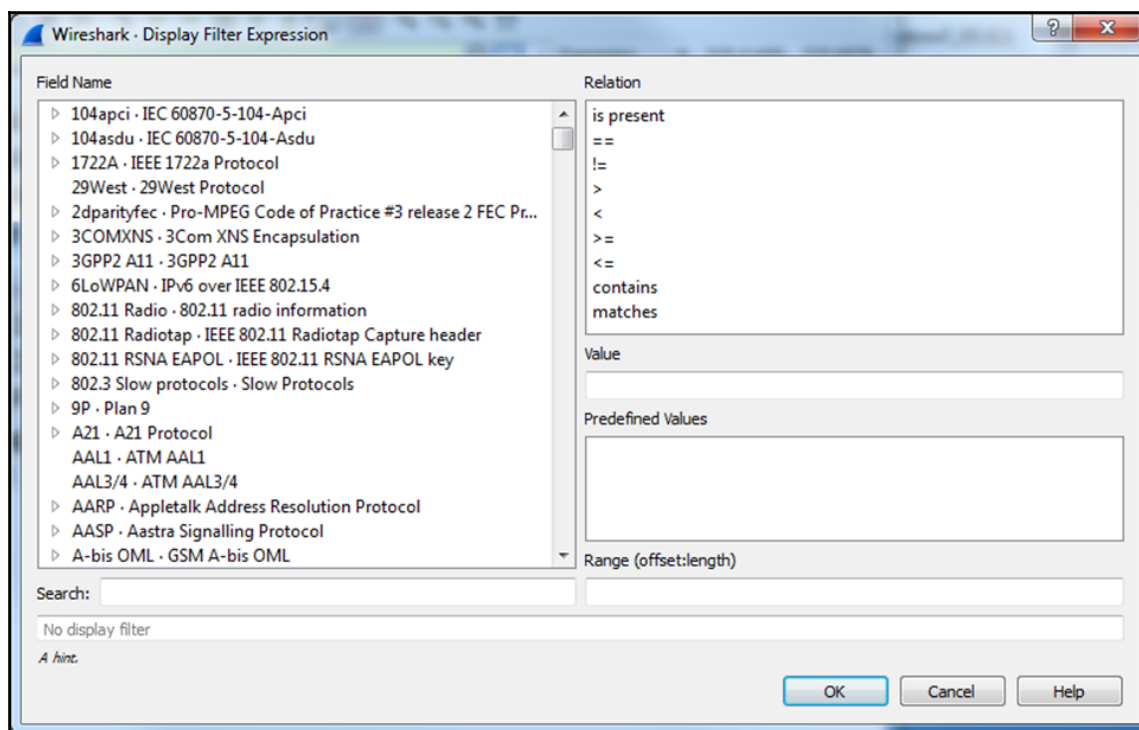 Wireshark · Display Filter Expression
Field Name
104apci · IEC 60870-5-104-Apci
104asdu · IEC 60870-5-104-Asdu
1722A · IEEE 1722a Protocol
29West · 29West Protocol
2dparityfec · Pro-MPEG Code of Practice #3 release 2 FEC Pr...
3COMXNS · 3Com XNS Encapsulation
3GPP2 A11 · 3GPP2 A11
6LoWPAN · IPv6 over IEEE 802.15.4
802.11 Radio · 802.11 radio information
802.11 Radiotap · IEEE 802.11 Radiotap Capture header
802.11 RSNA EAPOL · IEEE 802.11 RSNA EAPOL key
802.3 Slow protocols · Slow Protocols
9P · Plan 9
A21 · A21 Protocol
AAL1 · ATM AAL1
AAL3/4 · ATM AAL3/4
AARP · Appletalk Address Resolution Protocol
AASP · Aastra Signalling Protocol
A-bis OML · GSM A-bis OML
Search:
Relation
is present
==
!=
>
<
>=
<=
contains
matches
Value
Predefined Values
Range (offset:length)
No display filter
A hint.
OK
Cancel
Help